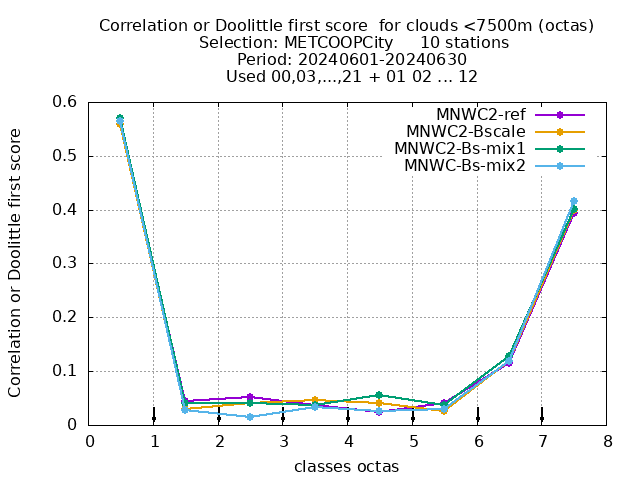 Correlation or Doolittle first score  for clouds <7500m (octas)
Selection: METCOOPCity     10 stations
Period: 20240601-20240630
Used 00,03,...,21 + 01 02 ... 12
MNWC2-ref
MNWC2-Bscale
MNWC2-Bs-mix1
MNWC-Bs-mix2
Correlation or Doolittle first score
0.6
0.5
0.4
0.3
0.2
0.1
0
0 1 2 3 4 5 6 7 8
classes octas